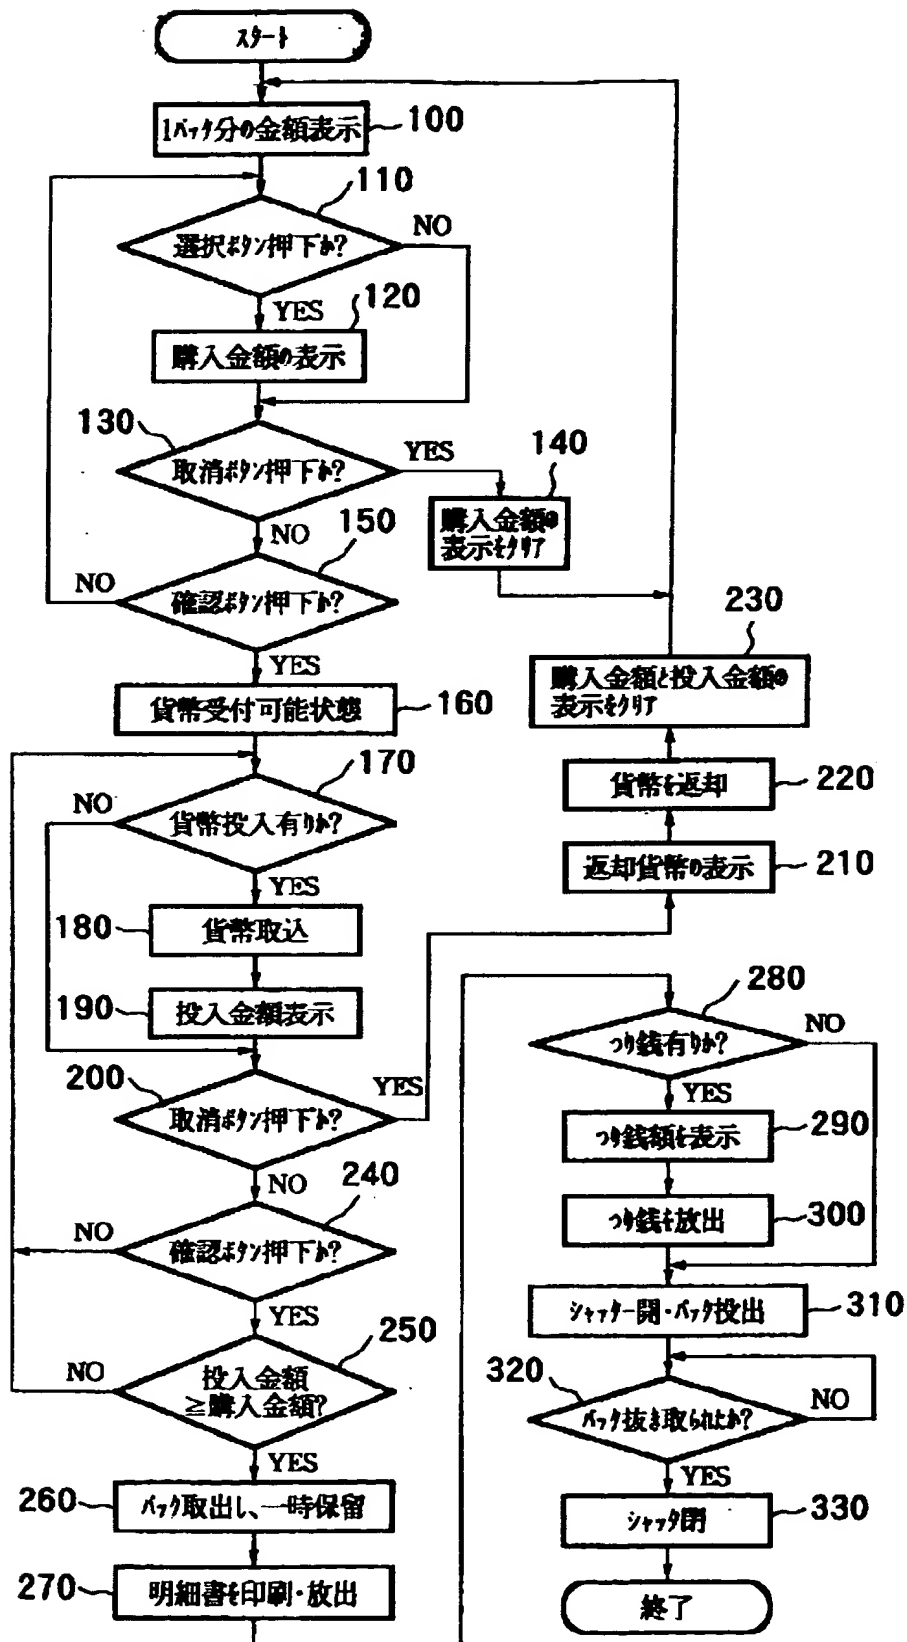 スタート
1パック分の金額表示
100
110
選択ボタン押下か?
NO
YES
120
購入金額の表示
130
取消ボタン押下か?
YES
140
購入金額の
表示をクリア
NO
150
確認ボタン押下か?
NO
YES
貨幣受付可能状態
160
170
貨幣投入有りか?
NO
YES
180
貨幣取込
190
投入金額表示
200
取消ボタン押下か?
YES
NO
240
確認ボタン押下か?
NO
YES
250
投入金額
≧購入金額?
NO
YES
260
パック取出し、一時保留
270
明細書を印刷・放出
230
購入金額と投入金額の
表示をクリア
貨幣を返却
220
返却貨幣の表示
210
280
つり銭有りか?
NO
YES
つり銭額を表示
290
つり銭を放出
300
シャッター開・パック投出
310
320
パック抜き取られたか?
NO
YES
シャッタ閉
330
終了